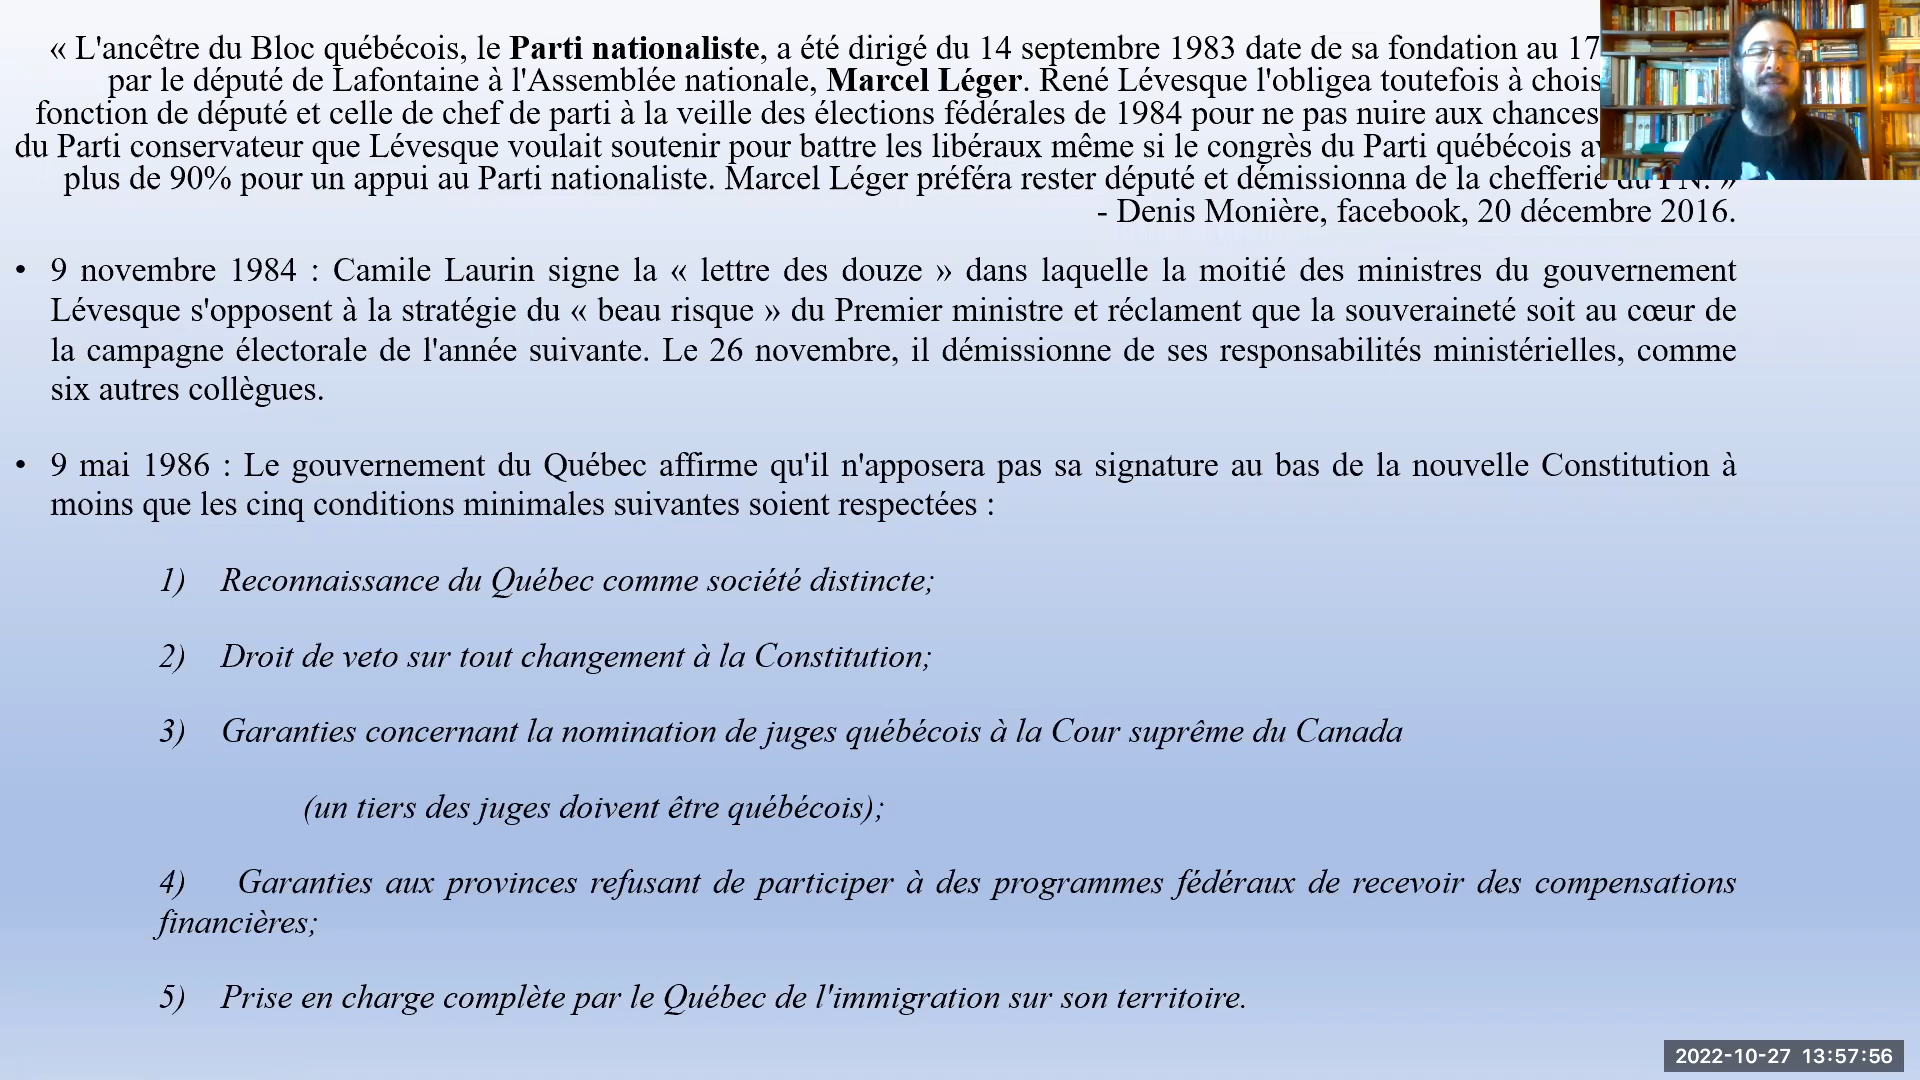 « L'ancêtre du Bloc québécois, le Parti nationaliste, a été dirigé du 14 septembre 1983 date de sa fondation au 17
par le député de Lafontaine à l'Assemblée nationale, Marcel Léger. René Lévesque l'obligea toutefois à
fonction de député et celle de chef de parti à la veille des élections fédérales de 1984 pour ne pas nuire aux chances
du Parti conservateur que Lévesque voulait soutenir pour battre les libéraux même si le congrès du Parti québécois
plus de 90% pour un appui au Parti nationaliste. Marcel Léger préféra rester député et démissionna de la chefferie du PN. »
- Denis Monière, facebook, 20 décembre 2016.
• 9 novembre 1984 : Camile Laurin signe la « lettre des douze » dans laquelle la moitié des ministres du gouvernement
Lévesque s'opposent à la stratégie du « beau risque » du Premier ministre et réclament que la souveraineté soit au cœur de
la campagne électorale de l'année suivante. Le 26 novembre, il démissionne de ses responsabilités ministérielles, comme
six autres collègues.
• 9 mai 1986 : Le gouvernement du Québec affirme qu'il n'apposera pas sa signature au bas de la nouvelle Constitution à
moins que les cinq conditions minimales suivantes soient respectées :
1) Reconnaissance du Québec comme société distincte;
2) Droit de veto sur tout changement à la Constitution;
3) Garanties concernant la nomination de juges québécois à la Cour suprême du Canada
(un tiers des juges doivent être québécois);
4) Garanties aux provinces refusant de participer à des programmes fédéraux de recevoir des compensations
financières;
5) Prise en charge complète par le Québec de l'immigration sur son territoire.
2022-10-27 13:57:56